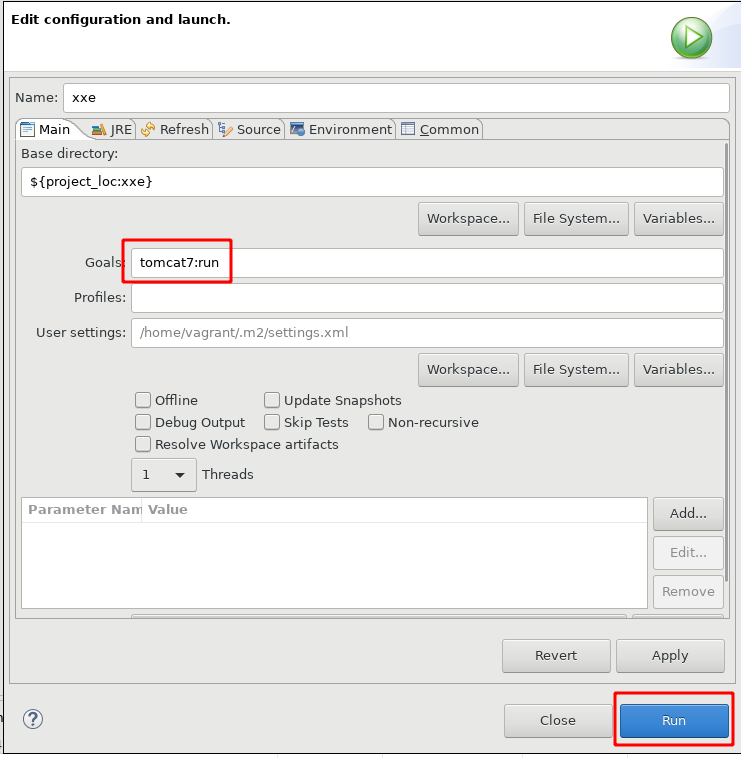 Edit configuration and launch.
Name: xxe
Main JRE Refresh Source Environment Common
Base directory:
${project_loc:xxe}
Workspace... File System... Variables...
Goals: tomcat7:run
Profiles:
User settings: /home/vagrant/.m2/settings.xml
Workspace... File System... Variables...
Offline Update Snapshots
Debug Output Skip Tests Non-recursive
Resolve Workspace artifacts
1 Threads
Parameter Nam Value
Add...
Edit...
Remove
Revert Apply
? Close Run